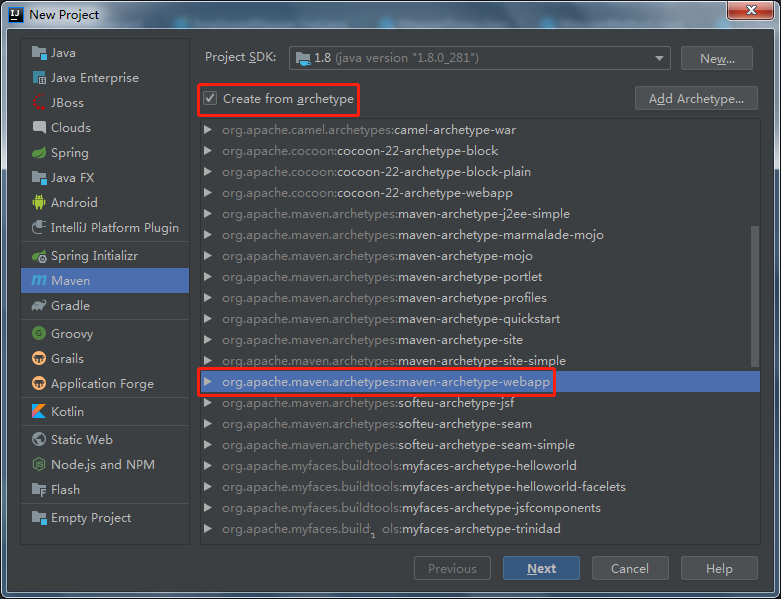 New Project
Java
Java Enterprise
JBoss
Clouds
Spring
Java FX
Android
IntelliJ Platform Plugin
Spring Initializr
Maven
Gradle
Groovy
Grails
Application Forge
Kotlin
Static Web
Node.js and NPM
Flash
Empty Project
Project SDK: 1.8 (java version "1.8.0_281") New...
Create from archetype Add Archetype...
org.apache.camel.archetypes:camel-archetype-war
org.apache.cocoon:cocoon-22-archetype-block
org.apache.cocoon:cocoon-22-archetype-block-plain
org.apache.cocoon:cocoon-22-archetype-webapp
org.apache.maven.archetypes:maven-archetype-j2ee-simple
org.apache.maven.archetypes:maven-archetype-marmalade-mojo
org.apache.maven.archetypes:maven-archetype-mojo
org.apache.maven.archetypes:maven-archetype-portlet
org.apache.maven.archetypes:maven-archetype-profiles
org.apache.maven.archetypes:maven-archetype-quickstart
org.apache.maven.archetypes:maven-archetype-site
org.apache.maven.archetypes:maven-archetype-site-simple
org.apache.maven.archetypes:maven-archetype-webapp
org.apache.maven.archetypes:softeu-archetype-jsf
org.apache.maven.archetypes:softeu-archetype-seam
org.apache.maven.archetypes:softeu-archetype-seam-simple
org.apache.myfaces.buildtools:myfaces-archetype-helloworld
org.apache.myfaces.buildtools:myfaces-archetype-helloworld-facelets
org.apache.myfaces.buildtools:myfaces-archetype-jsfcomponents
org.apache.myfaces.buildtools:myfaces-archetype-trinidad
Previous Next Cancel Help